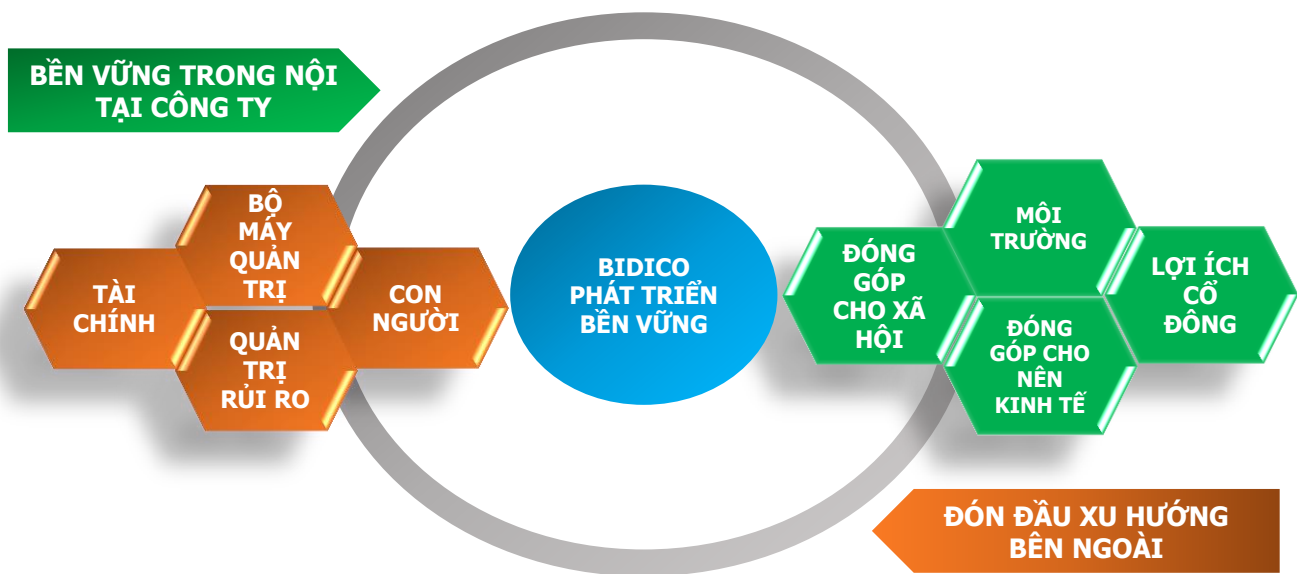 BỀN VỮNG TRONG NỘI
TẠI CÔNG TY
TÀI
CHÍNH
BỘ
MÁY
QUẢN
TRỊ
QUẢN
TRỊ
RỦI RO
CON
NGƯỜI
BIDICO
PHÁT TRIỂN
BỀN VỮNG
ĐÓNG
GÓP
CHO XÃ
HỘI
MÔI
TRƯỜNG
ĐÓNG
GÓP CHO
NÊN
KINH TẾ
LỢI ÍCH
CỔ
ĐÔNG
ĐÓN ĐẦU XU HƯỚNG
BÊN NGOÀI